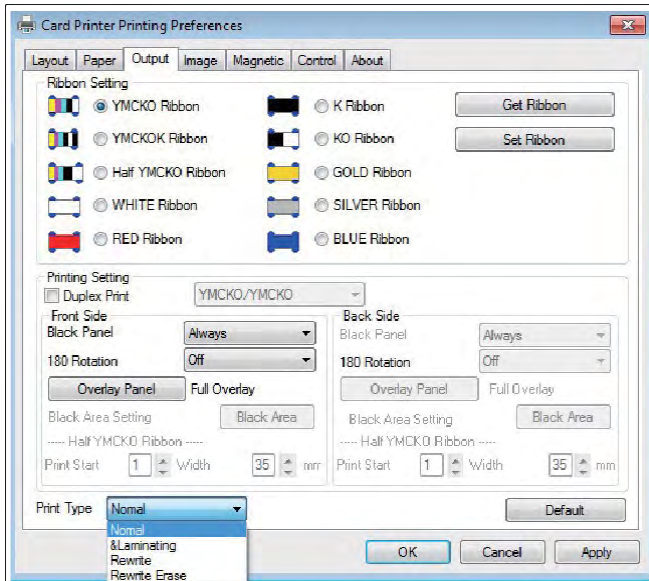 Card Printer Printing Preferences
Layout Paper Output Image Magnetic Control About
Ribbon Setting
YMCKO Ribbon K Ribbon Get Ribbon
YMCKOK Ribbon KO Ribbon Set Ribbon
Half YMCKO Ribbon GOLD Ribbon
WHITE Ribbon SILVER Ribbon
RED Ribbon BLUE Ribbon
Printing Setting
Duplex Print YMCKO/YMCKO
Front Side Back Side
Black Panel Always Black Panel Always
180 Rotation Off 180 Rotation Off
Overlay Panel Full Overlay Overlay Panel Full Overlay
Black Area Setting Black Area Black Area Setting Black Area
----- Half YMCKO Ribbon ----- ----- Half YMCKO Ribbon -----
Print Start 1 Width 35 mm Print Start 1 Width 35 mm
Print Type Nomal Default
Nomal
&Laminating
Rewrite
Rewrite Erase
OK Cancel Apply